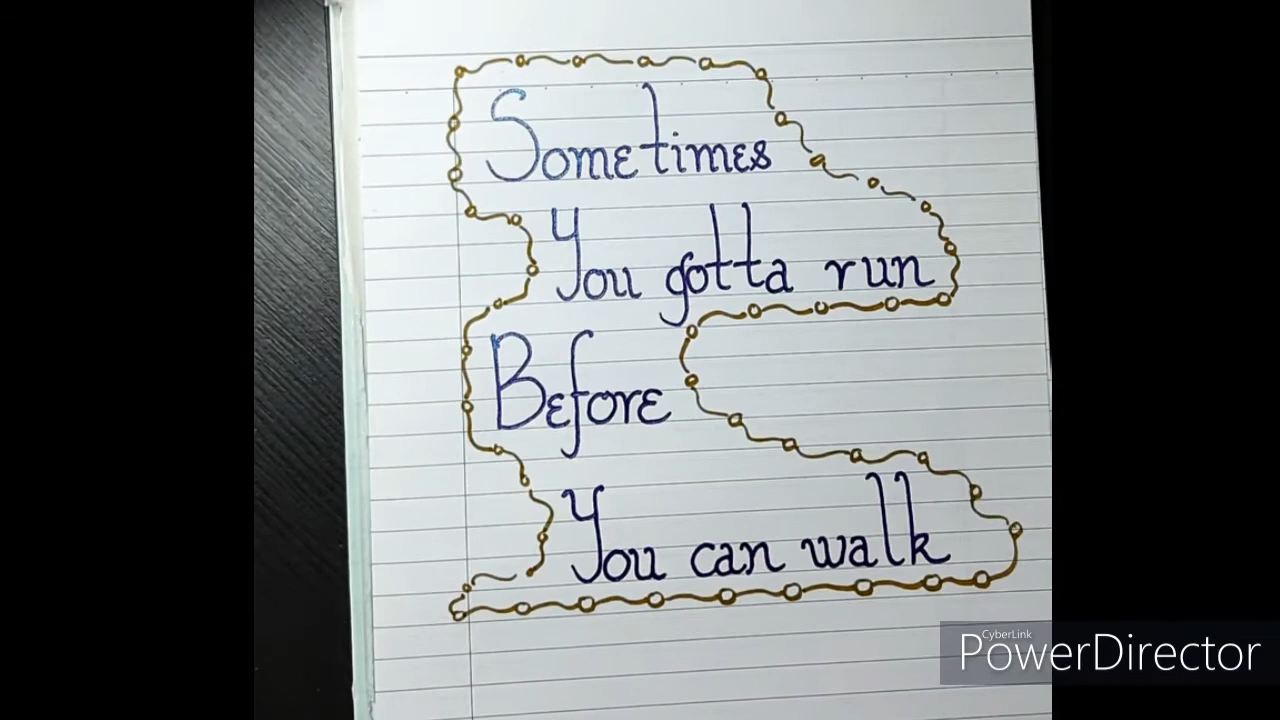 Sometimes
You gotta run
Before
You can walk
CyberLink
PowerDirector